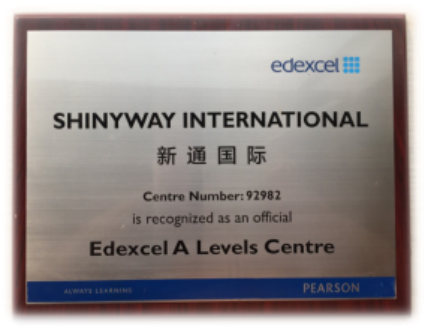 edexcel
SHINYWAY INTERNATIONAL
新通国际
Centre Number: 92982
is recognized as an official
Edexcel A Levels Centre
ALWAYS LEARNING
PEARSON